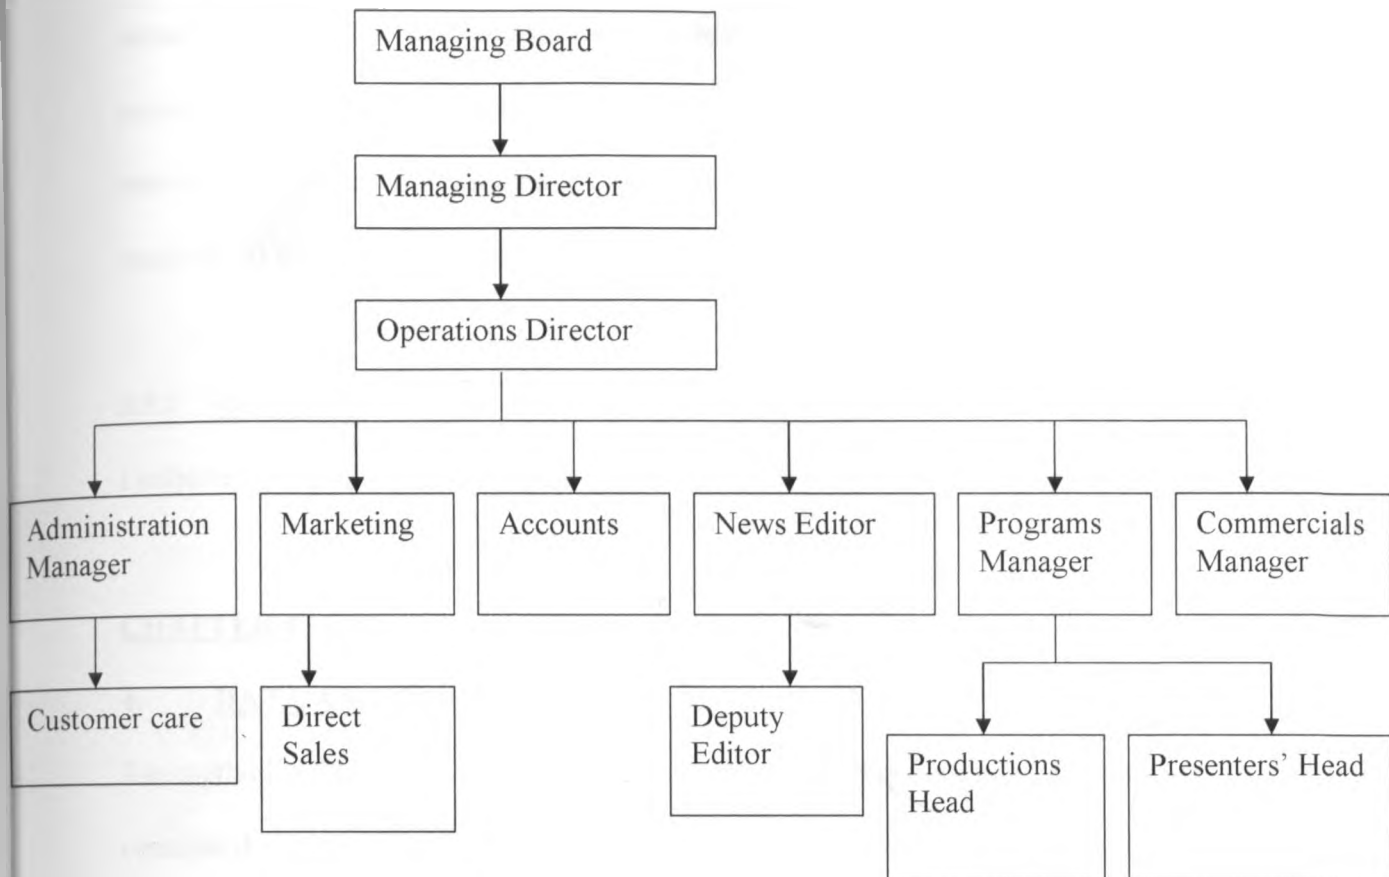 Managing Board
Managing Director
Operations Director
Administration
Manager
Marketing
Accounts
News Editor
Programs
Manager
Commercials
Manager
Customer care
Direct
Sales
Deputy
Editor
Productions
Head
Presenters’ Head